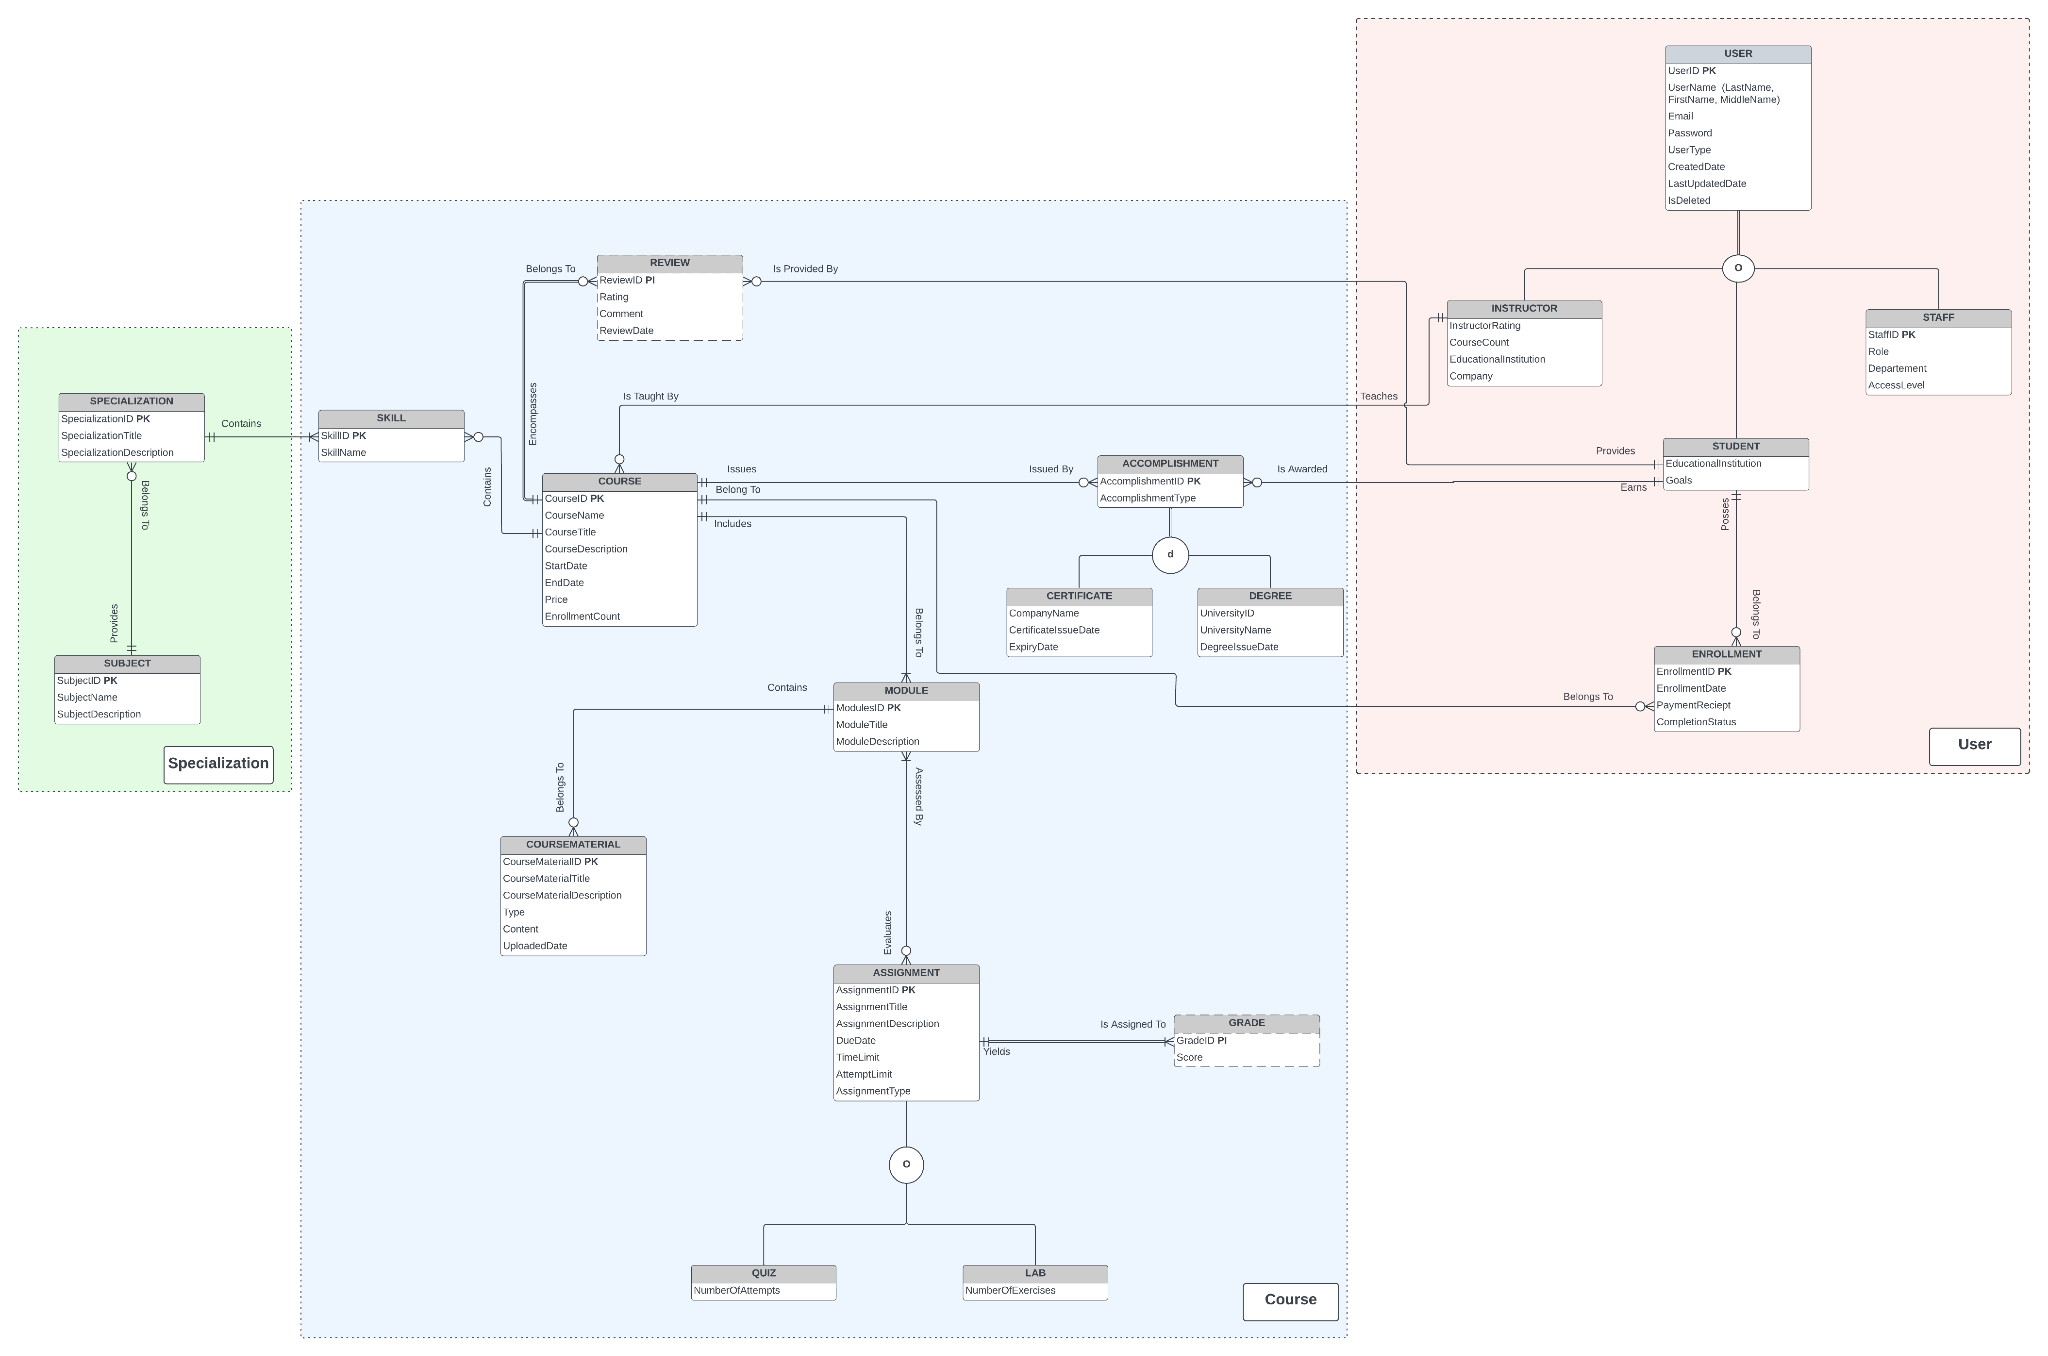 USER
UserID PK
UserName (LastName,
FirstName, MiddleName)
Email
Password
UserType
CreatedDate
LastUpdatedDate
IsDeleted
O
INSTRUCTOR
InstructorRating
CourseCount
EducationalInstitution
Company
STAFF
StaffID PK
Role
Departement
AccessLevel
STUDENT
EducationalInstitution
Goals
Provides
Earns
Posses
Belongs To
ENROLLMENT
EnrollmentID PK
EnrollmentDate
PaymentReciept
CompletionStatus
Belongs To
User
Teaches
REVIEW
ReviewID PI
Rating
Comment
ReviewDate
Belongs To
Is Provided By
Encompasses
Is Taught By
SPECIALIZATION
SpecializationID PK
SpecializationTitle
SpecializationDescription
Contains
Belongs To
Provides
SUBJECT
SubjectID PK
SubjectName
SubjectDescription
Specialization
SKILL
SkillID PK
SkillName
Contains
COURSE
CourseID PK
CourseName
CourseTitle
CourseDescription
StartDate
EndDate
Price
EnrollmentCount
Issues
Belong To
Includes
Issued By
ACCOMPLISHMENT
AccomplishmentID PK
AccomplishmentType
Is Awarded
d
CERTIFICATE
CompanyName
CertificateIssueDate
ExpiryDate
DEGREE
UniversityID
UniversityName
DegreeIssueDate
Belongs To
MODULE
ModulesID PK
ModuleTitle
ModuleDescription
Contains
Belongs To
Assessed By
COURSEMATERIAL
CourseMaterialID PK
CourseMaterialTitle
CourseMaterialDescription
Type
Content
UploadedDate
Evaluates
ASSIGNMENT
AssignmentID PK
AssignmentTitle
AssignmentDescription
DueDate
TimeLimit
AttemptLimit
AssignmentType
Yields
Is Assigned To
GRADE
GradeID PI
Score
O
QUIZ
NumberOfAttempts
LAB
NumberOfExercises
Course